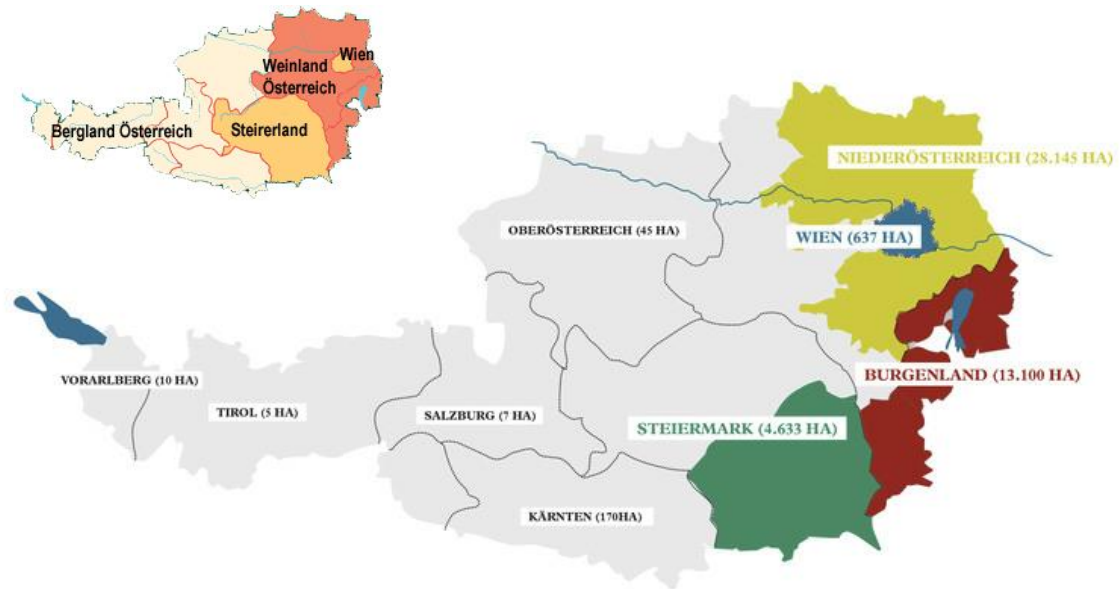 Wien
Weinland
Österreich
Bergland Österreich
Steirerland
NIEDERÖSTERREICH (28.145 HA)
OBERÖSTERREICH (45 HA)
WIEN (637 HA)
VORARLBERG (10 HA)
BURGENLAND (13.100 HA)
TIROL (5 HA)
SALZBURG (7 HA)
STEIERMARK (4.633 HA)
KÄRNTEN (170HA)